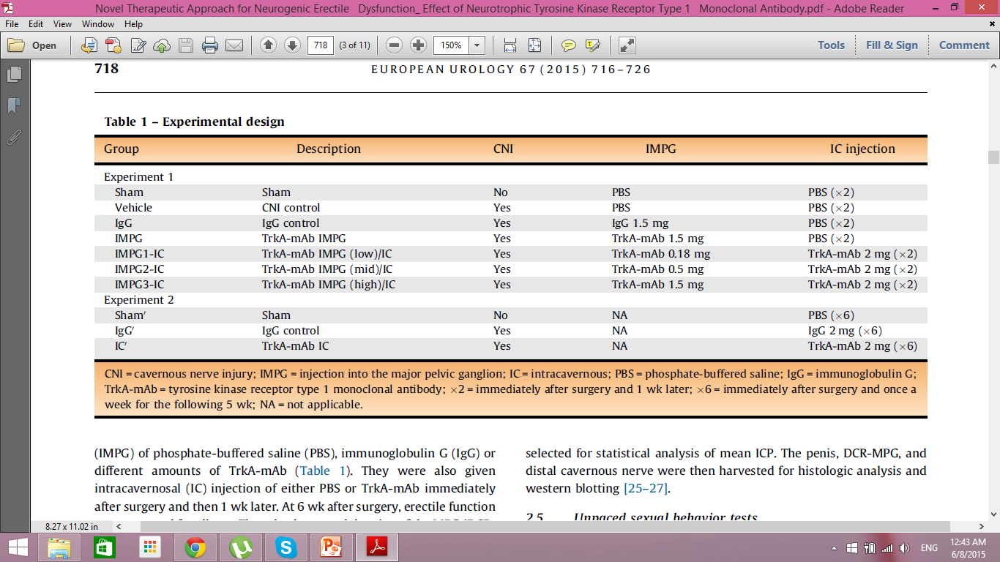 Novel Therapeutic Approach for Neurogenic Erectile   Dysfunction_ Effect of Neurotrophic Tyrosine Kinase Receptor Type 1   Monoclonal Antibody.pdf - Adobe Reader
File Edit View Window Help
Open 718 (3 of 11) 150% Tools Fill & Sign Comment
718 EUROPEAN UROLOGY 67 (2015) 716–726
Table 1 – Experimental design
Group Description CNI IMPG IC injection
Experiment 1
Sham Sham No PBS PBS (×2)
Vehicle CNI control Yes PBS PBS (×2)
IgG IgG control Yes IgG 1.5 mg PBS (×2)
IMPG TrkA-mAb IMPG Yes TrkA-mAb 1.5 mg PBS (×2)
IMPG1-IC TrkA-mAb IMPG (low)/IC Yes TrkA-mAb 0.18 mg TrkA-mAb 2 mg (×2)
IMPG2-IC TrkA-mAb IMPG (mid)/IC Yes TrkA-mAb 0.5 mg TrkA-mAb 2 mg (×2)
IMPG3-IC TrkA-mAb IMPG (high)/IC Yes TrkA-mAb 1.5 mg TrkA-mAb 2 mg (×2)
Experiment 2
Sham′ Sham No NA PBS (×6)
IgG′ IgG control Yes NA IgG 2 mg (×6)
IC′ TrkA-mAb IC Yes NA TrkA-mAb 2 mg (×6)
CNI = cavernous nerve injury; IMPG = injection into the major pelvic ganglion; IC = intracavernous; PBS = phosphate-buffered saline; IgG = immunoglobulin G;
TrkA-mAb = tyrosine kinase receptor type 1 monoclonal antibody; ×2 = immediately after surgery and 1 wk later; ×6 = immediately after surgery and once a
week for the following 5 wk; NA = not applicable.
(IMPG) of phosphate-buffered saline (PBS), immunoglobulin G (IgG) or
different amounts of TrkA-mAb (Table 1). They were also given
intracavernosal (IC) injection of either PBS or TrkA-mAb immediately
after surgery and then 1 wk later. At 6 wk after surgery, erectile function
selected for statistical analysis of mean ICP. The penis, DCR-MPG, and
distal cavernous nerve were then harvested for histologic analysis and
western blotting [25–27].
2.5. Unpaced sexual behavior tests
8.27 x 11.02 in
ENG
12:43 AM
6/8/2015